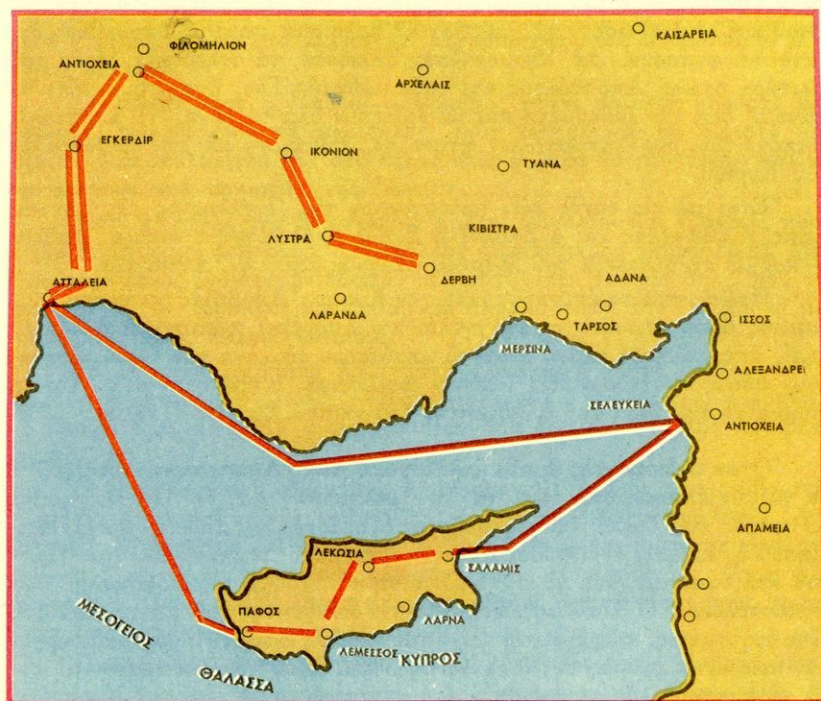 ΚΑΙΣΑΡΕΙΑ
ΦΙΛΟΜΗΛΙΟΝ
ΑΝΤΙΟΧΕΙΑ
ΑΡΧΕΛΑΙΣ
ΕΓΚΕΡΔΙΡ
ΙΚΟΝΙΟΝ
ΤΥΑΝΑ
ΛΥΣΤΡΑ
ΚΙΒΙΣΤΡΑ
ΔΕΡΒΗ
ΑΤΤΑΛΕΙΑ
ΛΑΡΑΝΔΑ
ΑΔΑΝΑ
ΤΑΡΣΟΣ
ΙΣΣΟΣ
ΜΕΡΣΙΝΑ
ΑΛΕΞΑΝΔΡΕΙ
ΣΕΛΕΥΚΕΙΑ
ΑΝΤΙΟΧΕΙΑ
ΑΠΑΜΕΙΑ
ΛΕΚΩΣΙΑ
ΣΑΛΑΜΙΣ
ΠΑΦΟΣ
ΛΑΡΝΑ
ΛΕΜΕΣΣΟΣ
ΚΥΠΡΟΣ
ΜΕΣΟΓΕΙΟΣ
ΘΑΛΑΣΣΑ